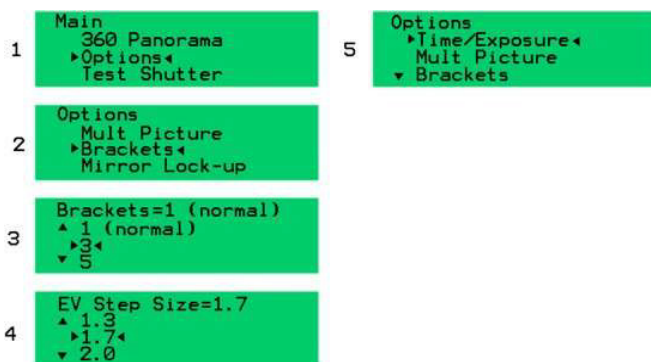 1
Main
360 Panorama
▸Options◂
Test Shutter
2
Options
Mult Picture
▸Brackets◂
Mirror Lock-up
3
Brackets=1 (normal)
▴ 1 (normal)
▸3◂
▾ 5
4
EV Step Size=1.7
▴ 1.3
▸1.7◂
▾ 2.0
5
Options
▸Time/Exposure◂
Mult Picture
▾ Brackets